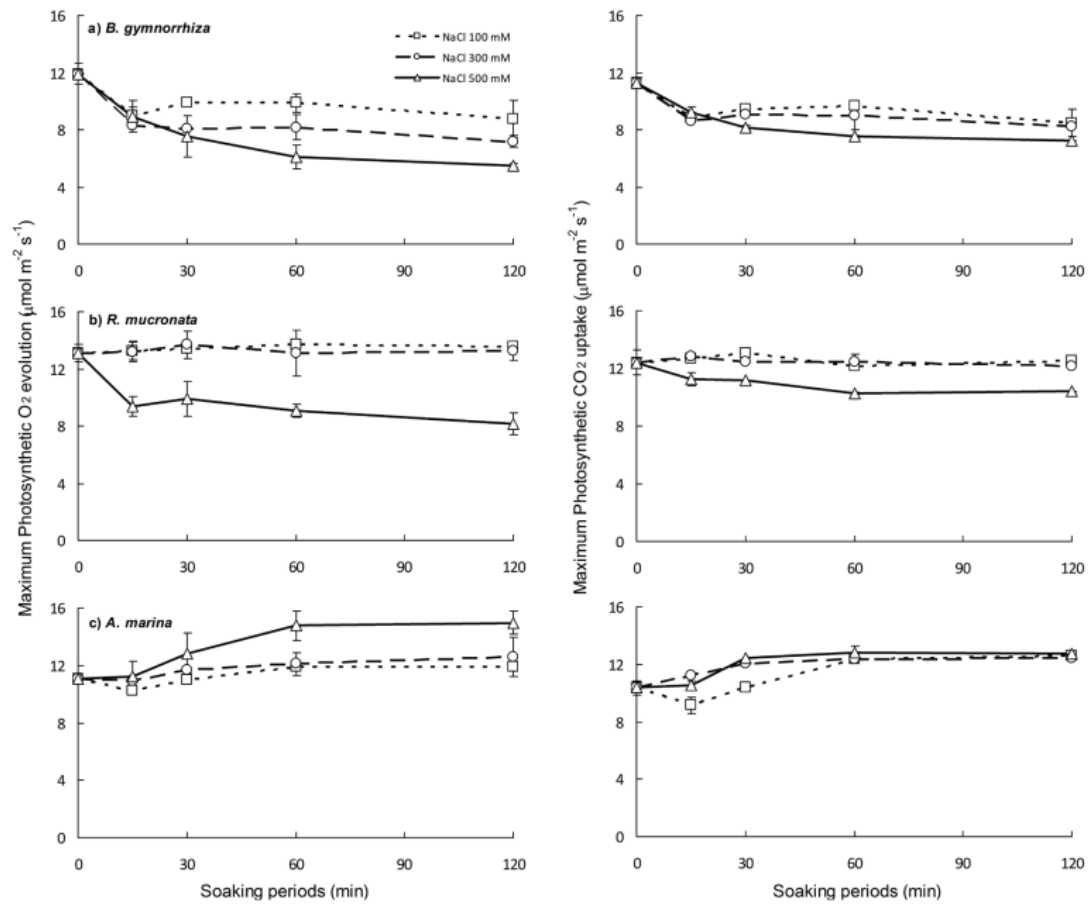 a) B. gymnorrhiza
NaCl 100 mM
NaCl 300 mM
NaCl 500 mM
16
12
8
4
0
0 30 60 90 120
16
12
8
4
0
0 30 60 90 120
b) R. mucronata
16
12
8
4
0
0 30 60 90 120
16
12
8
4
0
0 30 60 90 120
c) A. marina
16
12
8
4
0
0 30 60 90 120
16
12
8
4
0
0 30 60 90 120
Maximum Photosynthetic O2 evolution (μmol m⁻² s⁻¹)
Maximum Photosynthetic CO2 uptake (μmol m⁻² s⁻¹)
Soaking periods (min)
Soaking periods (min)